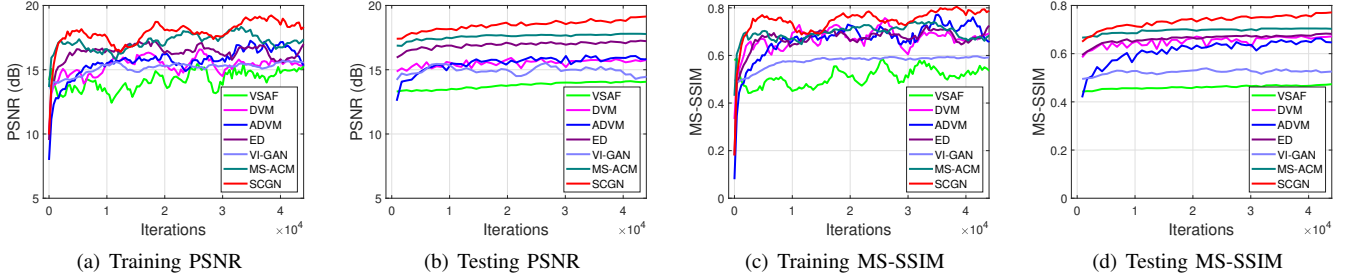 20
15
10
5
PSNR (dB)
0 1 2 3 4
Iterations
×10⁴
VSAF
DVM
ADVM
ED
VI-GAN
MS-ACM
SCGN
(a) Training PSNR
20
15
10
5
PSNR (dB)
0 1 2 3 4
Iterations
×10⁴
VSAF
DVM
ADVM
ED
VI-GAN
MS-ACM
SCGN
(b) Testing PSNR
0.8
0.6
0.4
0.2
0
MS-SSIM
0 1 2 3 4
Iterations
×10⁴
VSAF
DVM
ADVM
ED
VI-GAN
MS-ACM
SCGN
(c) Training MS-SSIM
0.8
0.6
0.4
0.2
0
MS-SSIM
0 1 2 3 4
Iterations
×10⁴
VSAF
DVM
ADVM
ED
VI-GAN
MS-ACM
SCGN
(d) Testing MS-SSIM